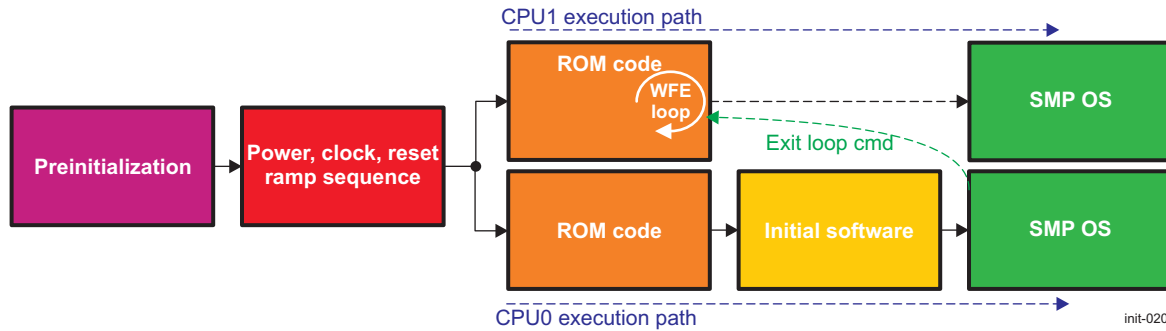 CPU1 execution path
ROM code
WFE
loop
SMP OS
Preinitialization
Power, clock, reset
ramp sequence
Exit loop cmd
ROM code
Initial software
SMP OS
CPU0 execution path
init-020